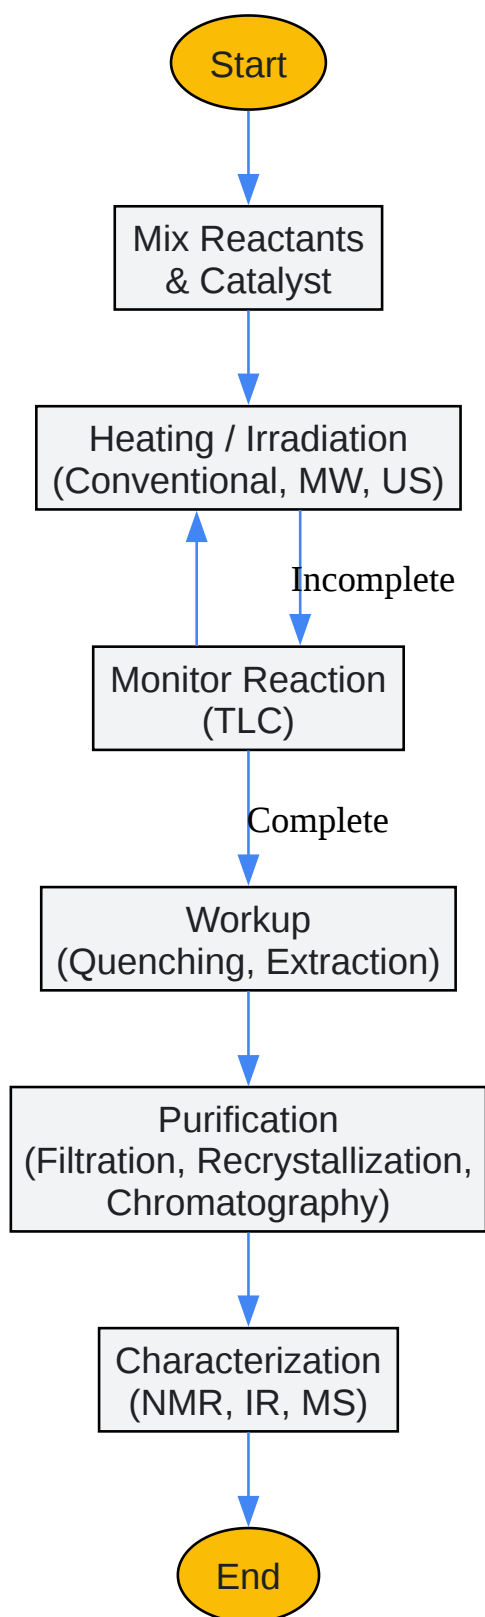 Start
Mix Reactants
& Catalyst
Heating / Irradiation
(Conventional, MW, US)
Incomplete
Monitor Reaction
(TLC)
Complete
Workup
(Quenching, Extraction)
Purification
(Filtration, Recrystallization,
Chromatography)
Characterization
(NMR, IR, MS)
End